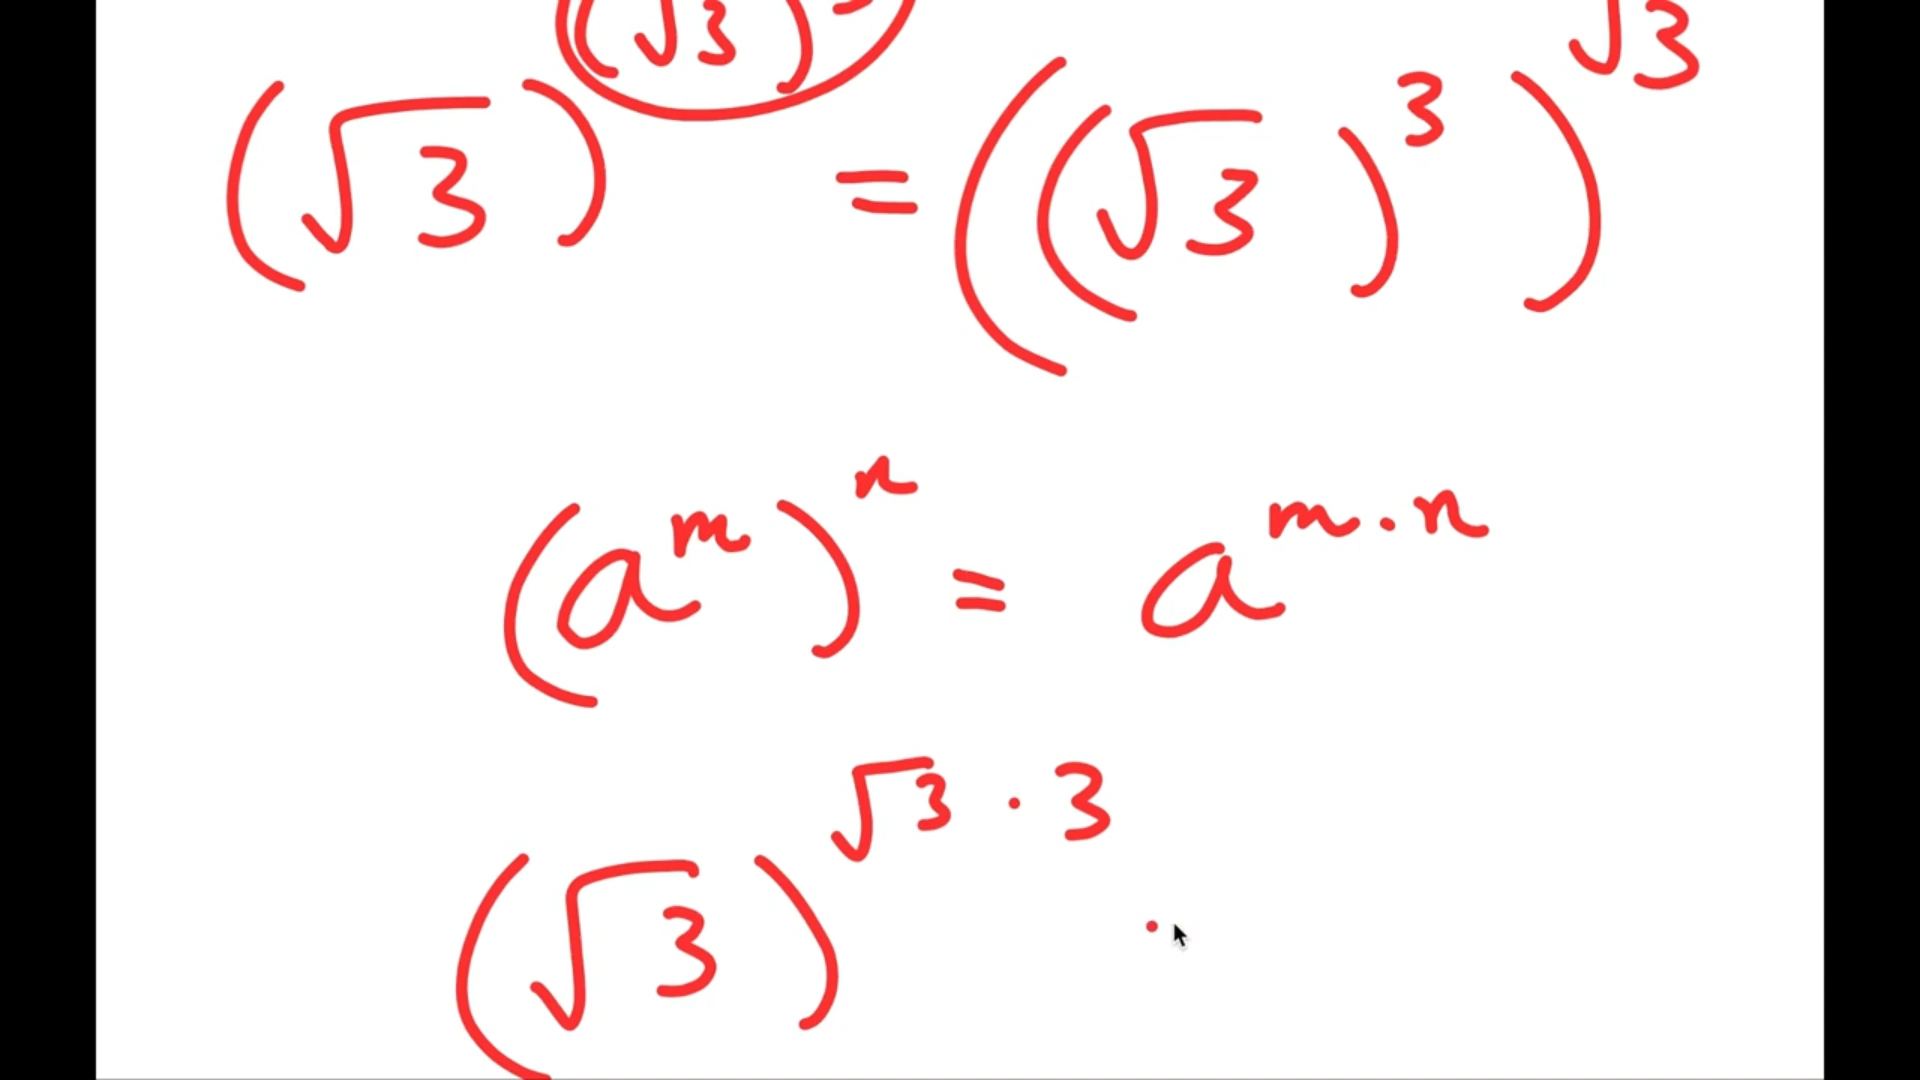 (√3)^(√3)^3 = ((√3)^3)^√3
(a^m)^n = a^m·n
(√3)^√3·3